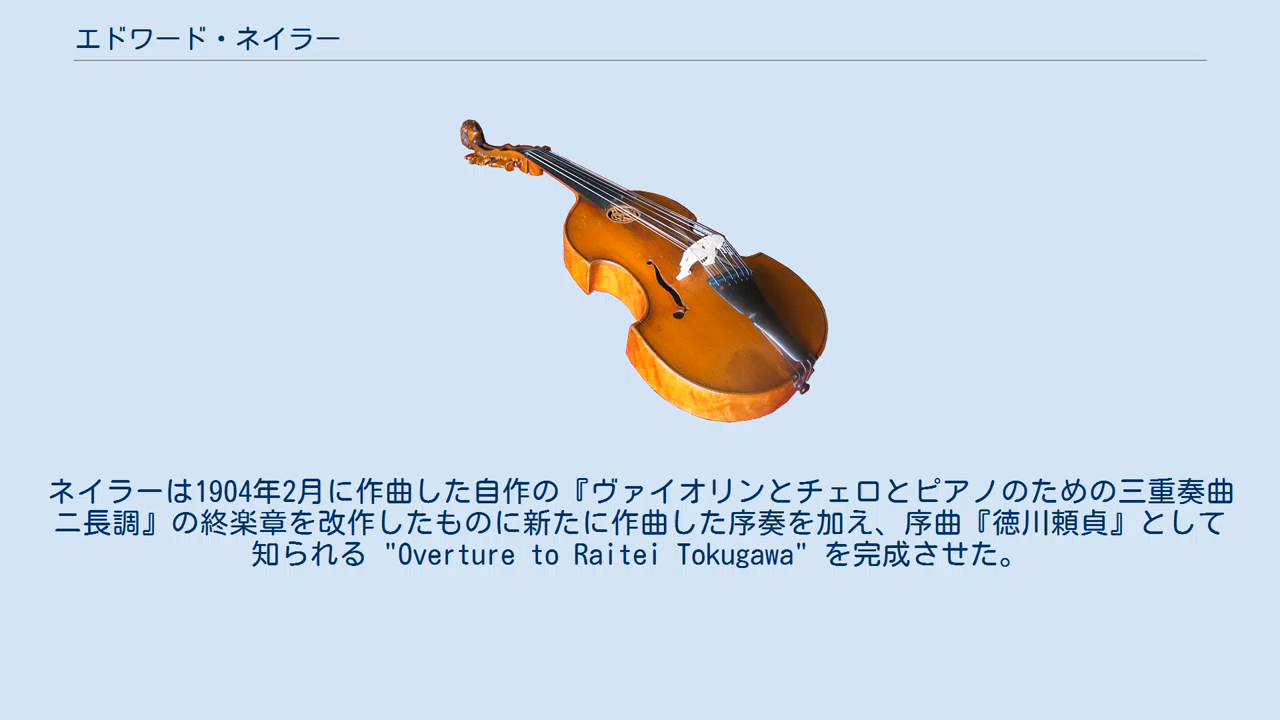 エドワード・ネイラー
ネイラーは1904年2月に作曲した自作の『ヴァイオリンとチェロとピアノのための三重奏曲
ニ長調』の終楽章を改作したものに新たに作曲した序奏を加え、序曲『徳川頼貞』として
知られる "Overture to Raitei Tokugawa" を完成させた。